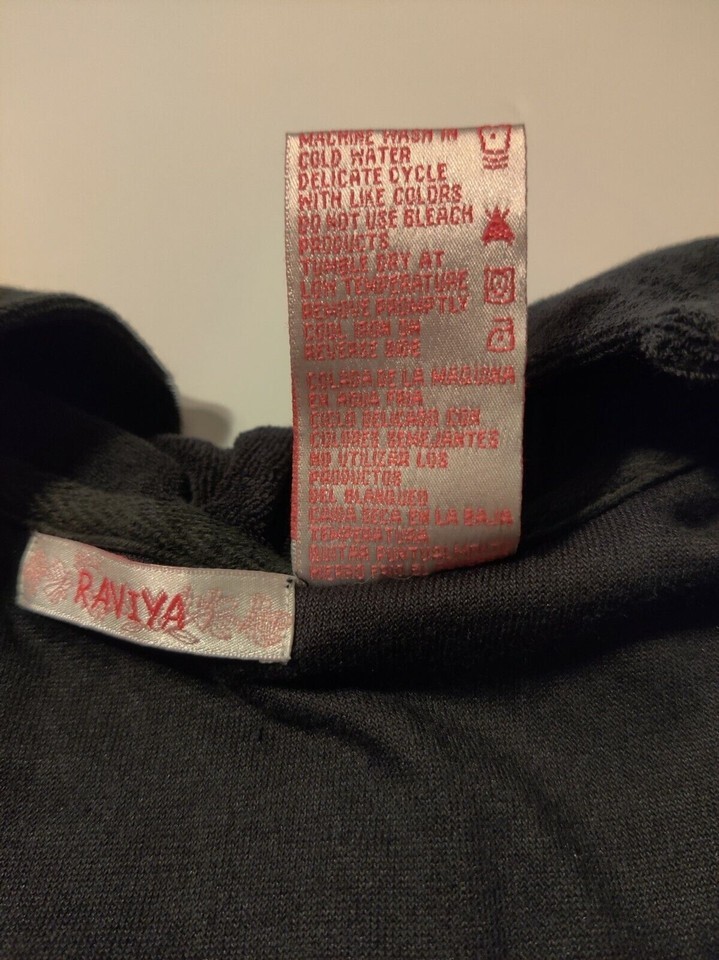 MACHINE WASH IN
COLD WATER
DELICATE CYCLE
WITH LIKE COLORS
DO NOT USE BLEACH
PRODUCTS
TUMBLE DRY AT
LOW TEMPERATURE
REMOVE PROMPTLY
COOL IRON ON
REVERSE SIDE
COLADA DE LA MAQUINA
EN AGUA FRIA
CICLO DELICADO CON
COLORES SEMEJANTES
NO UTILIZAR LOS
PRODUCTOS
DEL BLANQUEO
SECA EN LA BAJA
TEMPERATURA
RAVIYA